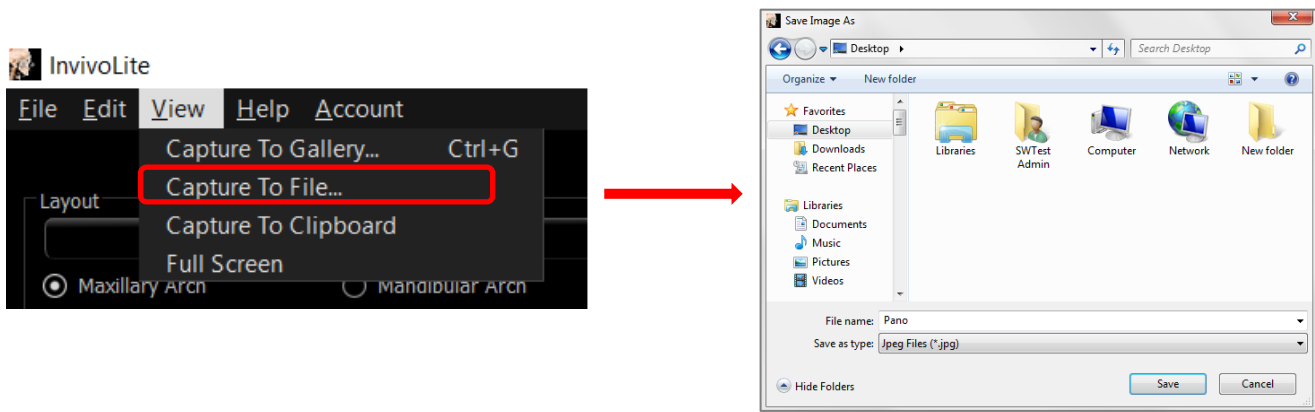 InvivoLite
File Edit View Help Account
Capture To Gallery... Ctrl+G
Capture To File...
Layout
Capture To Clipboard
Full Screen
Maxillary Arch Mandibular Arch
Save Image As
Desktop Search Desktop
Organize New folder
Favorites
Desktop
Downloads
Recent Places
Libraries
Documents
Music
Pictures
Videos
Libraries
SWTest
Admin
Computer
Network
New folder
File name: Pano
Save as type: Jpeg Files (*.jpg)
Hide Folders
Save Cancel